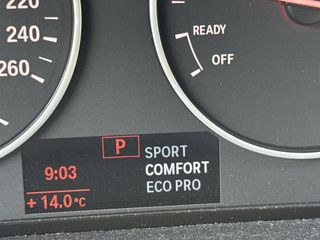 220
240
260
READY
OFF
P
SPORT
9:03
COMFORT
+ 14.0 °C
ECO PRO